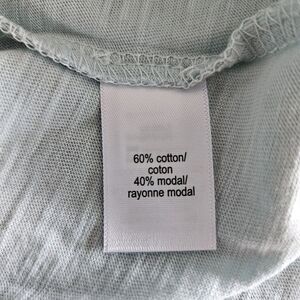 60% cotton/
coton
40% modal/
rayonne modal